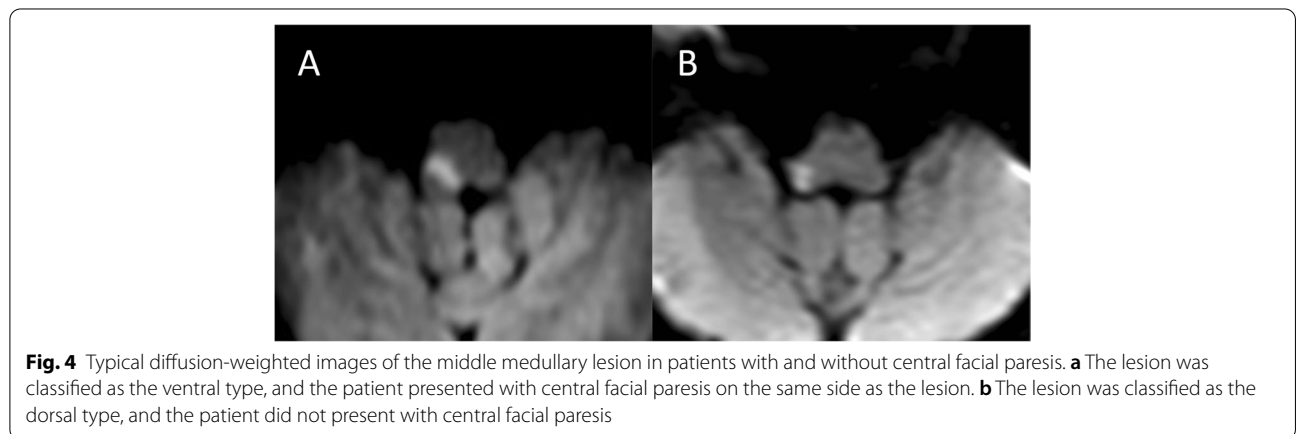 A
B
Fig. 4 Typical diffusion-weighted images of the middle medullary lesion in patients with and without central facial paresis. a The lesion was
classified as the ventral type, and the patient presented with central facial paresis on the same side as the lesion. b The lesion was classified as the
dorsal type, and the patient did not present with central facial paresis